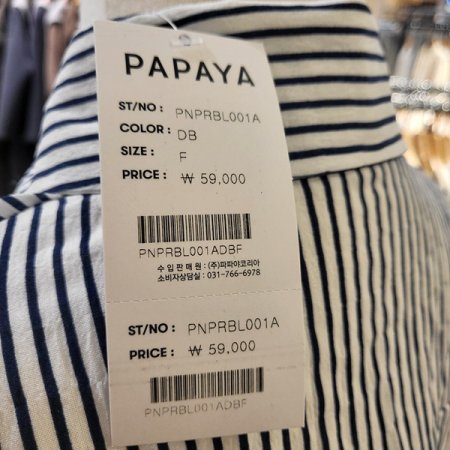 PAPAYA
ST/NO : PNPRBL001A
COLOR : DB
SIZE : F
PRICE : ₩ 59,000
PNPRBL001ADBF
수 입 판 매 원 : (주)파파야코리아
소비자상담실 : 031-766-6978
ST/NO : PNPRBL001A
PRICE : ₩ 59,000
PNPRBL001ADBF